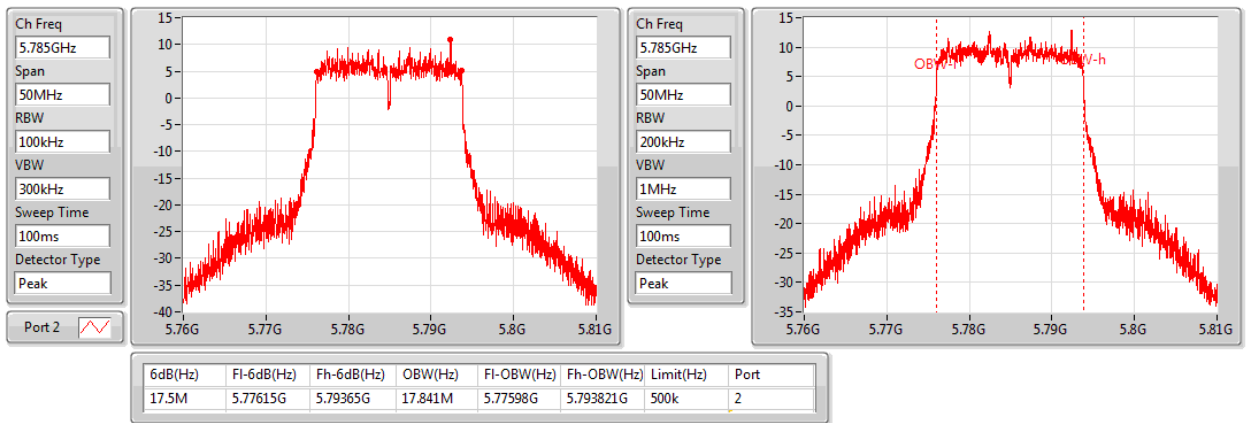 Ch Freq
5.785GHz
Span
50MHz
RBW
100kHz
VBW
300kHz
Sweep Time
100ms
Detector Type
Peak
Port 2
15
10
5
0
-5
-10
-15
-20
-25
-30
-35
-40
5.76G 5.77G 5.78G 5.79G 5.8G 5.81G
Ch Freq
5.785GHz
Span
50MHz
RBW
200kHz
VBW
1MHz
Sweep Time
100ms
Detector Type
Peak
15
10
5
0
-5
-10
-15
-20
-25
-30
-35
5.76G 5.77G 5.78G 5.79G 5.8G 5.81G
6dB(Hz) Fl-6dB(Hz) Fh-6dB(Hz) OBW(Hz) Fl-OBW(Hz) Fh-OBW(Hz) Limit(Hz) Port
17.5M 5.77615G 5.79365G 17.841M 5.77598G 5.793821G 500k 2